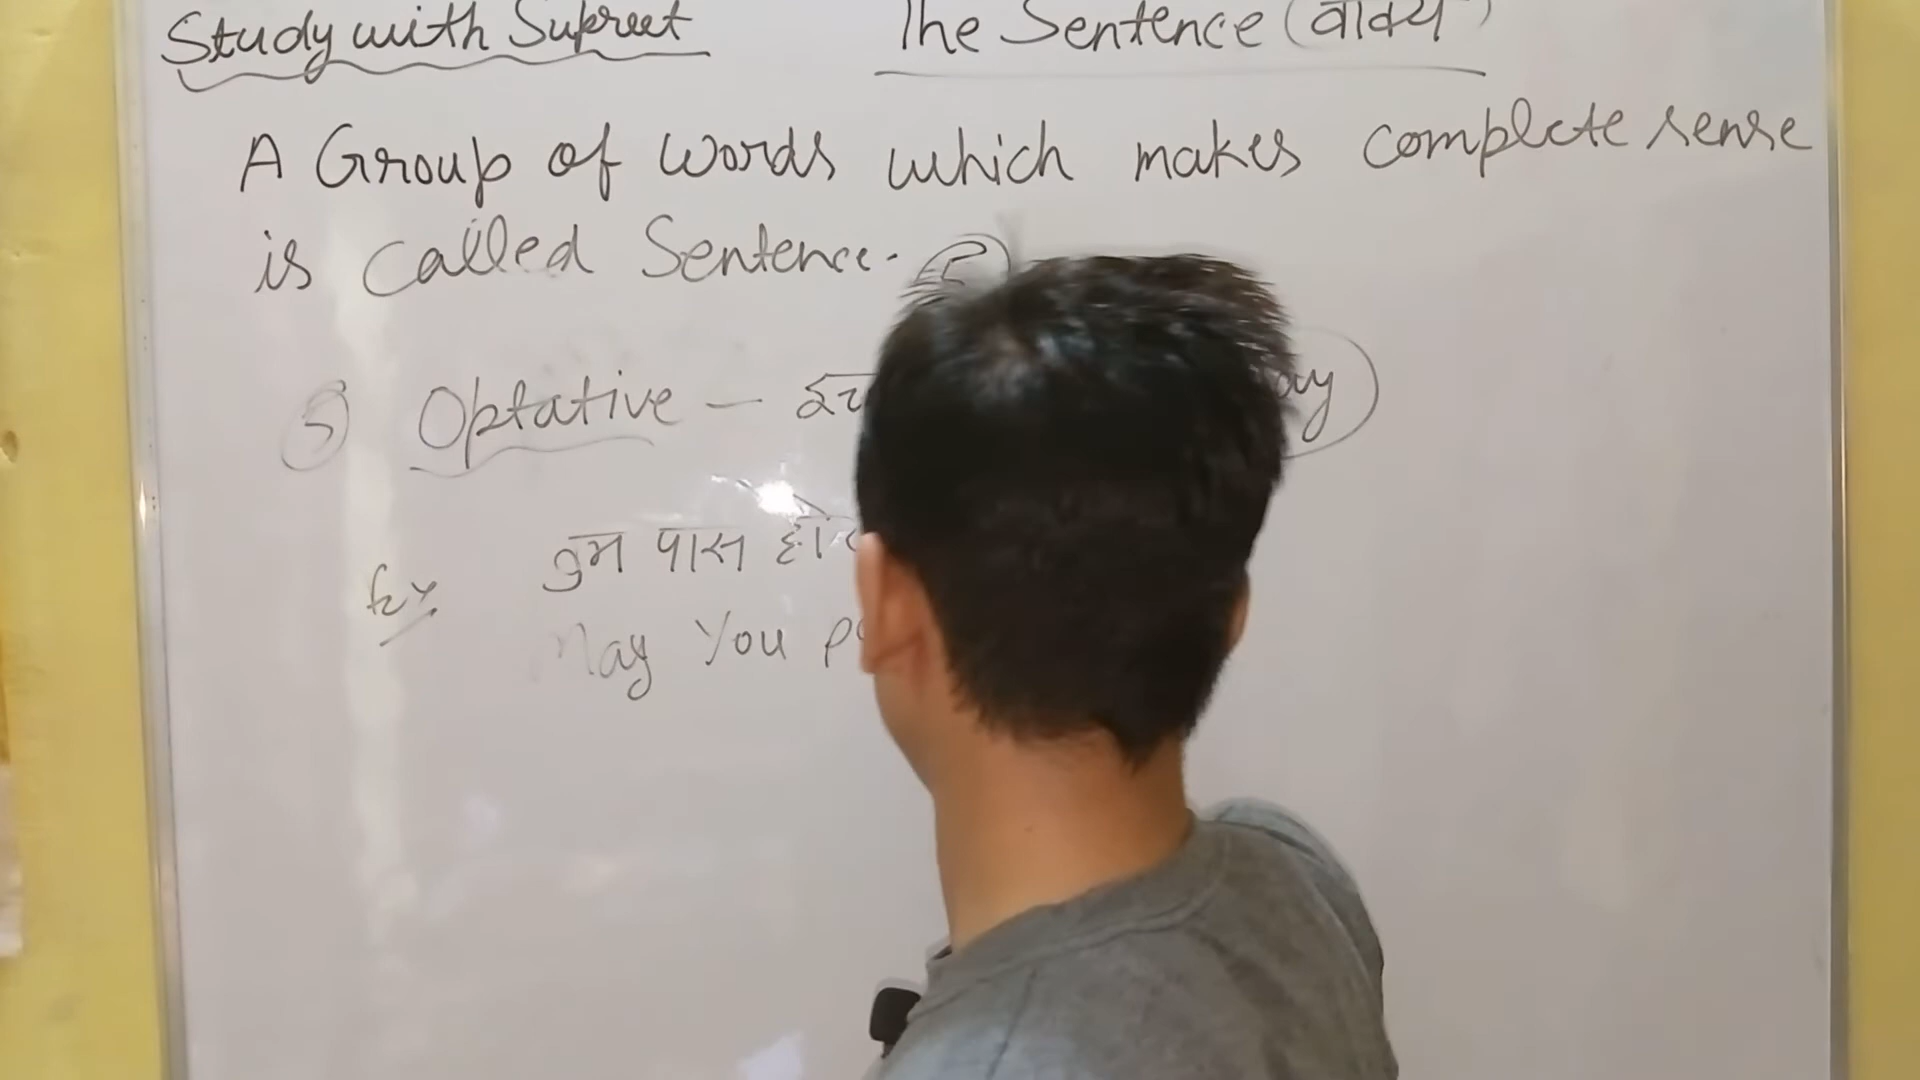 Study with Supreet
The Sentence (वाक्य)
A Group of words which makes complete sense
is called Sentence. 5
5 Optative —
Ex तुम पास
May You